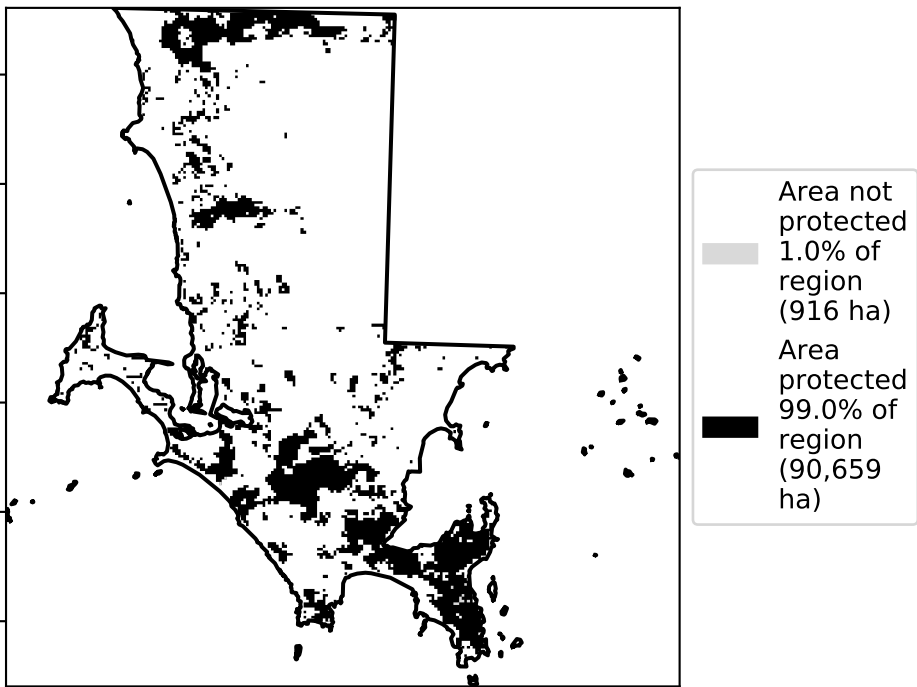 Area not
protected
1.0% of
region
(916 ha)
Area
protected
99.0% of
region
(90,659
ha)